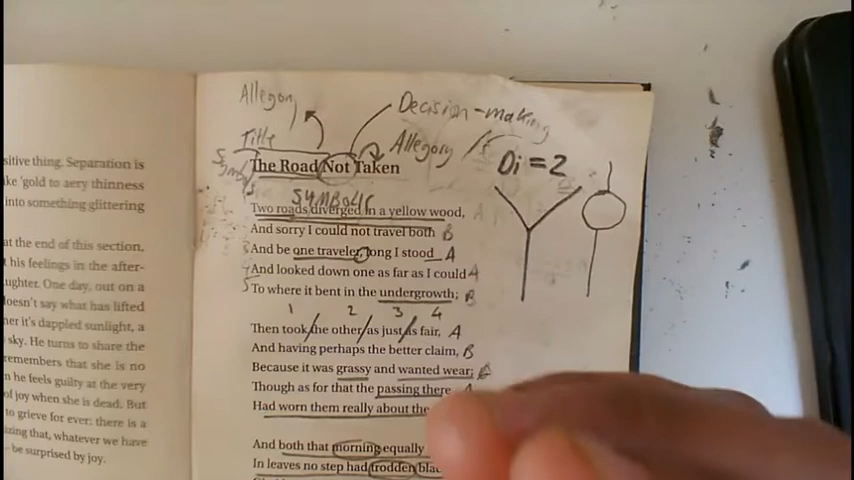 sitive thing. Separation is
ke 'gold to aery thinness
into something glittering
at the end of this section,
his feelings in the after-
ughter. One day, out on a
doesn't say what has lifted
her it's dappled sunlight, a
sky. He turns to share the
remembers that she is no
n he feels guilty at the very
of joy when she is dead. But
to grieve for ever: there is a
azing that, whatever we have
– be surprised by joy.
Allegory
Decision-making
Title
Allegory
Di = 2
The Road Not Taken
SYMBOLIC
Two roads diverged in a yellow wood, A
And sorry I could not travel both B
3 And be one traveler, long I stood A
4 And looked down one as far as I could A
5 To where it bent in the undergrowth; B
1 2 3 4
Then took/the other/as just/as fair, A
And having perhaps the better claim, B
Because it was grassy and wanted wear;
Though as for that the passing there A
Had worn them really about the
And both that morning equally
In leaves no step had trodden